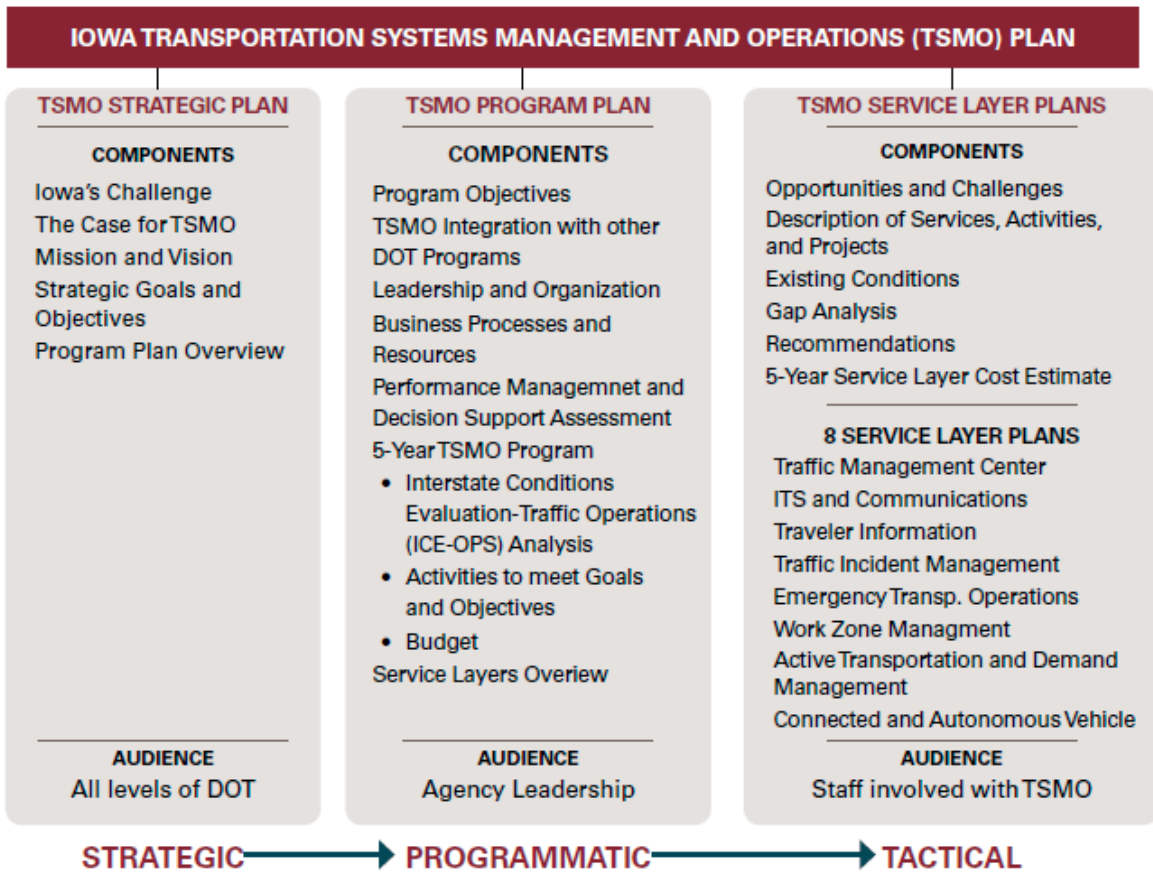 IOWA TRANSPORTATION SYSTEMS MANAGEMENT AND OPERATIONS (TSMO) PLAN
TSMO STRATEGIC PLAN
COMPONENTS
Iowa's Challenge
The Case for TSMO
Mission and Vision
Strategic Goals and
Objectives
Program Plan Overview
AUDIENCE
All levels of DOT
TSMO PROGRAM PLAN
COMPONENTS
Program Objectives
TSMO Integration with other
DOT Programs
Leadership and Organization
Business Processes and
Resources
Performance Managemnet and
Decision Support Assessment
5-Year TSMO Program
• Interstate Conditions
Evaluation-Traffic Operations
(ICE-OPS) Analysis
• Activities to meet Goals
and Objectives
• Budget
Service Layers Overiew
AUDIENCE
Agency Leadership
TSMO SERVICE LAYER PLANS
COMPONENTS
Opportunities and Challenges
Description of Services, Activities,
and Projects
Existing Conditions
Gap Analysis
Recommendations
5-Year Service Layer Cost Estimate
8 SERVICE LAYER PLANS
Traffic Management Center
ITS and Communications
Traveler Information
Traffic Incident Management
Emergency Transp. Operations
Work Zone Managment
Active Transportation and Demand
Management
Connected and Autonomous Vehicle
AUDIENCE
Staff involved with TSMO
STRATEGIC PROGRAMMATIC TACTICAL